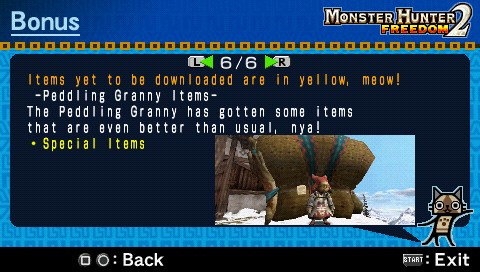 Bonus
MONSTER HUNTER
FREEDOM 2
L 6/6 R
Items yet to be downloaded are in yellow, meow!
-Peddling Granny Items-
The Peddling Granny has gotten some items
that are even better than usual, nya!
・Special Items
□ ○: Back
START: Exit